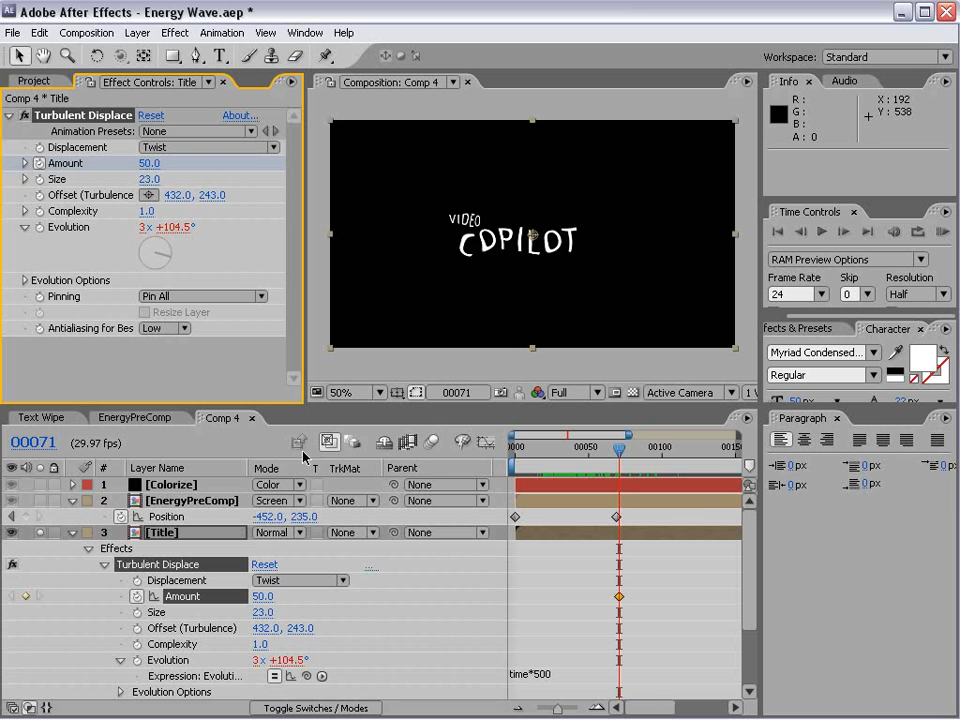 Adobe After Effects - Energy Wave.aep *
File Edit Composition Layer Effect Animation View Window Help
Workspace: Standard
Project Effect Controls: Title
Comp 4 * Title
Turbulent Displace Reset About...
Animation Presets: None
Displacement Twist
Amount 50.0
Size 23.0
Offset (Turbulence 432.0, 243.0
Complexity 1.0
Evolution 3x +104.5°
Evolution Options
Pinning Pin All
Resize Layer
Antialiasing for Bes Low
Composition: Comp 4
VIDEO
COPILOT
50% 00071 Full Active Camera 1 V
Info Audio
R: X: 192
G: Y: 538
B:
A: 0
Time Controls
RAM Preview Options
Frame Rate Skip Resolution
24 0 Half
ffects & Presets Character
Myriad Condensed...
Regular
Paragraph
0 px 0 px 0 px
0 px 0 px
Text Wipe EnergyPreComp Comp 4
00071 (29.97 fps)
# Layer Name Mode T TrkMat Parent
0000 00050 00100 0015
1 [Colorize] Color None
2 [EnergyPreComp] Screen None None
Position -452.0, 235.0
3 [Title] Normal None None
Effects
Turbulent Displace Reset ...
Displacement Twist
Amount 50.0
Size 23.0
Offset (Turbulence) 432.0, 243.0
Complexity 1.0
Evolution 3x +104.5°
Expression: Evoluti... time*500
Evolution Options
Toggle Switches / Modes